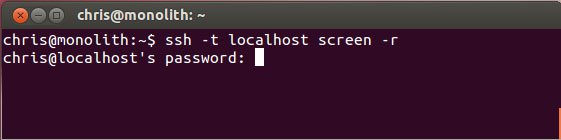 chris@monolith: ~
chris@monolith:~$ ssh -t localhost screen -r
chris@localhost's password: